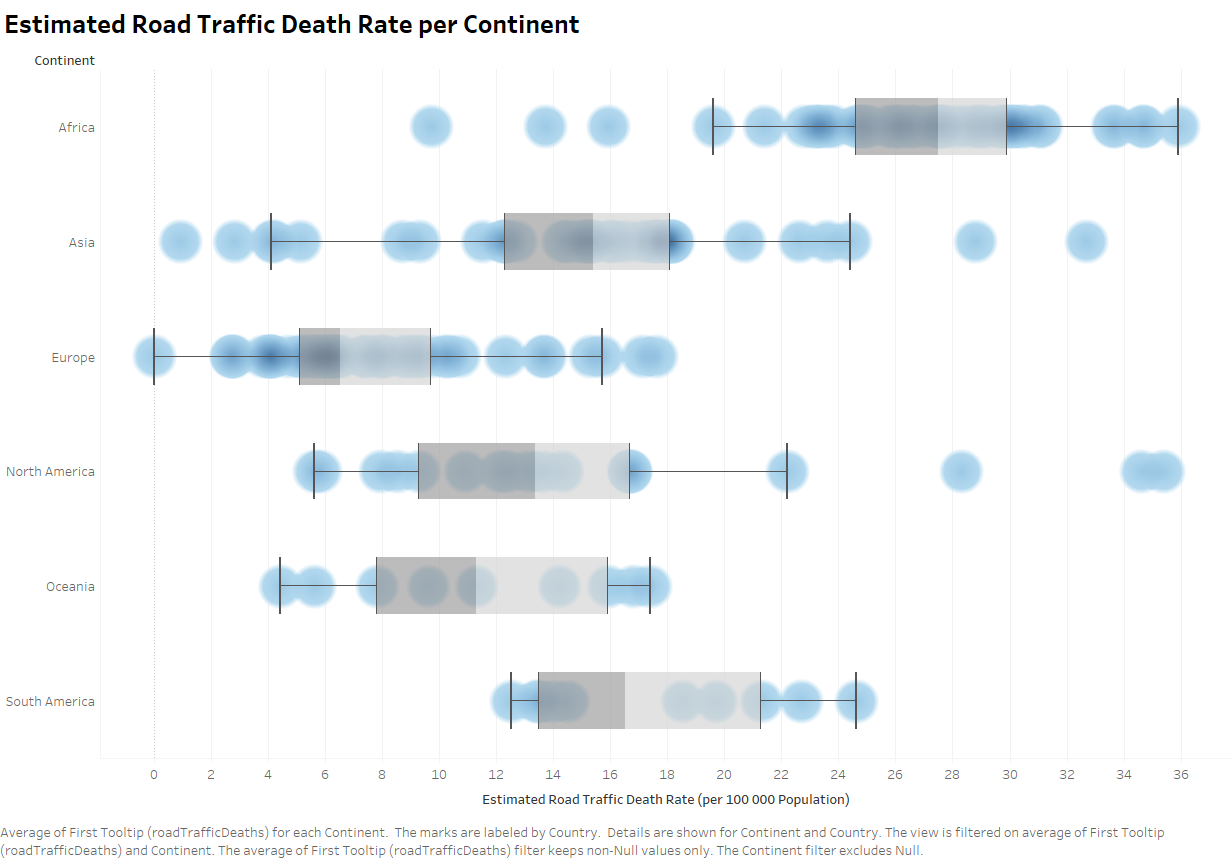 Estimated Road Traffic Death Rate per Continent
Continent
Africa
Asia
Europe
North America
Oceania
South America
0 2 4 6 8 10 12 14 16 18 20 22 24 26 28 30 32 34 36
Estimated Road Traffic Death Rate (per 100 000 Population)
Average of First Tooltip (roadTrafficDeaths) for each Continent.  The marks are labeled by Country.  Details are shown for Continent and Country. The view is filtered on average of First Tooltip
(roadTrafficDeaths) and Continent. The average of First Tooltip (roadTrafficDeaths) filter keeps non-Null values only. The Continent filter excludes Null.